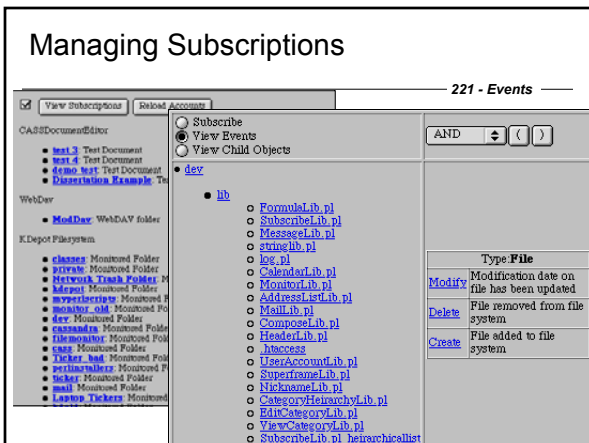 Managing Subscriptions
221 - Events
View Subscriptions Reload Accounts
CASSDocumentEditor
test 3: Test Document
test 4: Test Document
demo test: Test Document
Dissertation Example: Te
WebDav
ModDav: WebDAV folder
KDepot Filesystem
classes: Monitored Folder
private: Monitored Folder
Network Trash Folder: M
kdepot: Monitored Folder
myperlscripts: Monitored F
monitor_old: Monitored Fo
dev: Monitored Folder
cassandra: Monitored Folde
filemonitor: Monitored Fol
cass: Monitored Folder
Ticker_bad: Monitored Fol
perlinstallers: Monitored F
ticker: Monitored Folder
mail: Monitored Folder
Laptop Tickers: Monitored
Subscribe
View Events
View Child Objects
AND ( )
dev
lib
FormulaLib.pl
SubscribeLib.pl
MessageLib.pl
stringlib.pl
log.pl
CalendarLib.pl
MonitorLib.pl
AddressListLib.pl
MailLib.pl
ComposeLib.pl
HeaderLib.pl
.htaccess
UserAccountLib.pl
SuperframeLib.pl
NicknameLib.pl
CategoryHeirarchyLib.pl
EditCategoryLib.pl
ViewCategoryLib.pl
SubscribeLib.pl_heirarchicallist
Type:File
Modify Modification date on
file has been updated
Delete File removed from file
system
Create File added to file
system